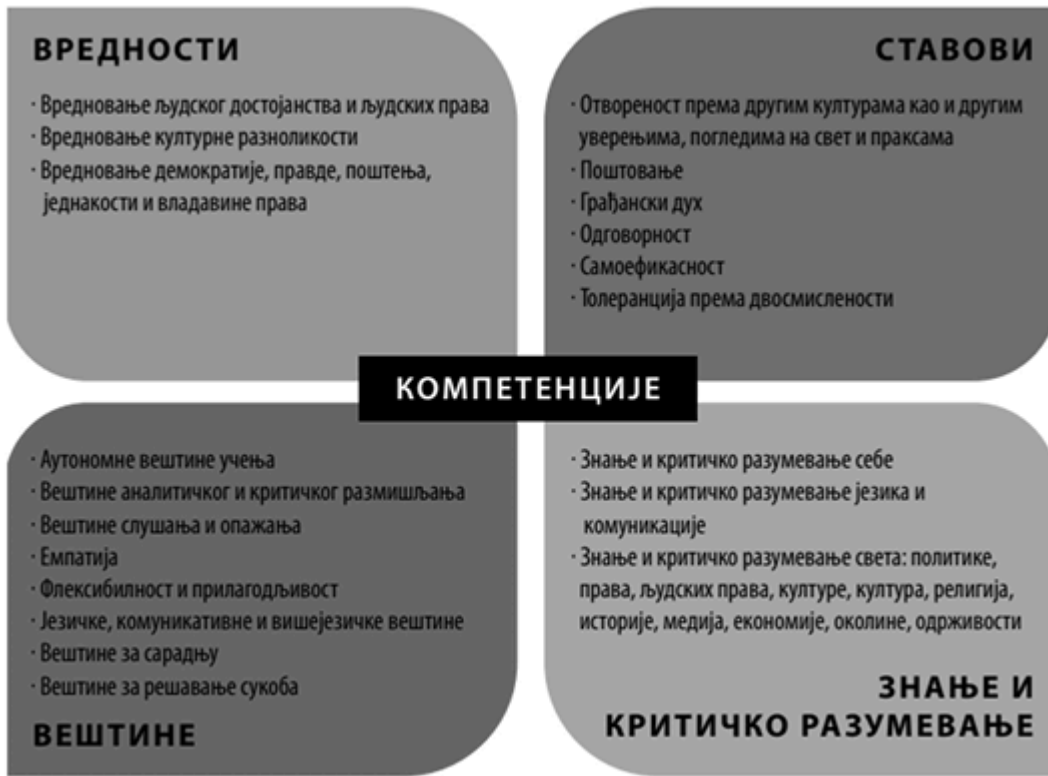 ВРЕДНОСТИ
· Вредновање људског достојанства и људских права
· Вредновање културне разноликости
· Вредновање демократије, правде, поштења,
једнакости и владавине права
СТАВОВИ
· Отвореност према другим културама као и другим
уверењима, погледима на свет и праксама
· Поштовање
· Грађански дух
· Одговорност
· Самоефикасност
· Толеранција према двосмислености
КОМПЕТЕНЦИЈЕ
· Аутономне вештине учења
· Вештине аналитичког и критичког размишљања
· Вештине слушања и опажања
· Емпатија
· Флексибилност и прилагодљивост
· Језичке, комуникативне и вишејезичке вештине
· Вештине за сарадњу
· Вештине за решавање сукоба
ВЕШТИНЕ
· Знање и критичко разумевање себе
· Знање и критичко разумевање језика и
комуникације
· Знање и критичко разумевање света: политике,
права, људских права, културе, култура, религија,
историје, медија, економије, околине, одрживости
ЗНАЊЕ И
КРИТИЧКО РАЗУМЕВАЊЕ